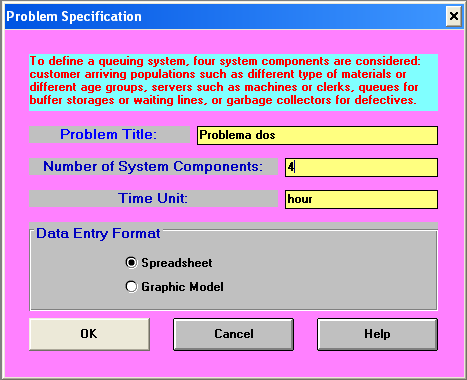 Problem Specification
To define a queuing system, four system components are considered:
customer arriving populations such as different type of materials or
different age groups, servers such as machines or clerks, queues for
buffer storages or waiting lines, or garbage collectors for defectives.
Problem Title: Problema dos
Number of System Components: 4
Time Unit: hour
Data Entry Format
Spreadsheet
Graphic Model
OK Cancel Help